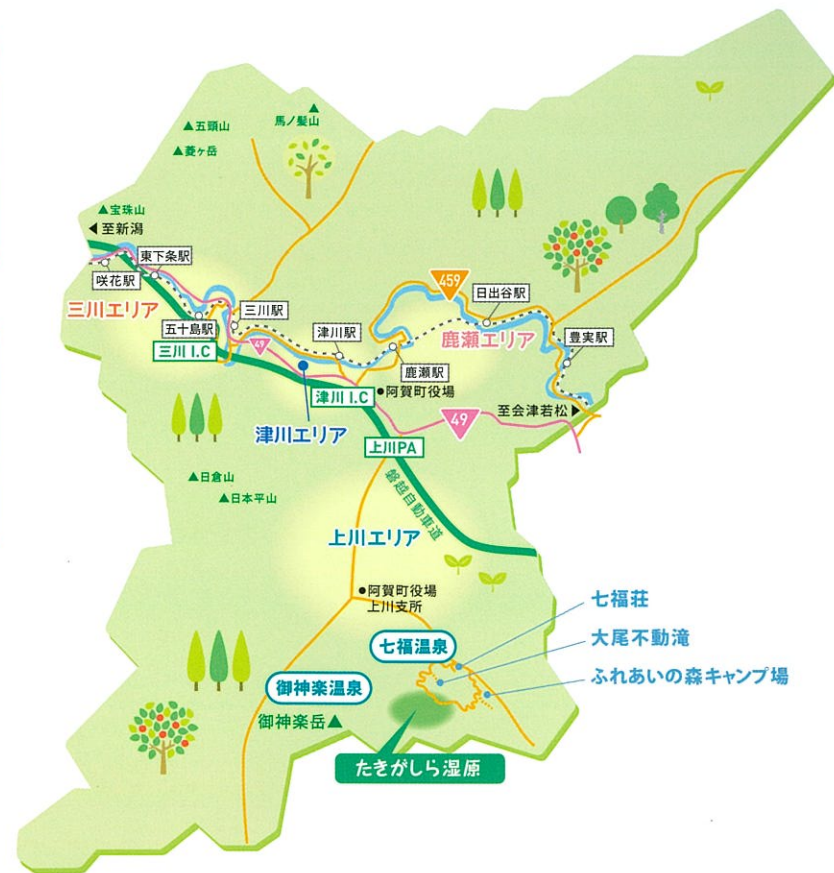 ▲五頭山
馬ノ髪山
▲菱ヶ岳
▲宝珠山
◀至新潟
東下条駅
咲花駅
三川エリア
五十島駅
三川駅
三川 I.C
49
津川駅
459
日出谷駅
鹿瀬エリア
豊実駅
鹿瀬駅
津川 I.C
●阿賀町役場
至会津若松▶
49
津川エリア
上川PA
磐越自動車道
▲日倉山
▲日本平山
上川エリア
●阿賀町役場
上川支所
七福荘
大尾不動滝
ふれあいの森キャンプ場
七福温泉
御神楽温泉
御神楽岳▲
たきがしら湿原